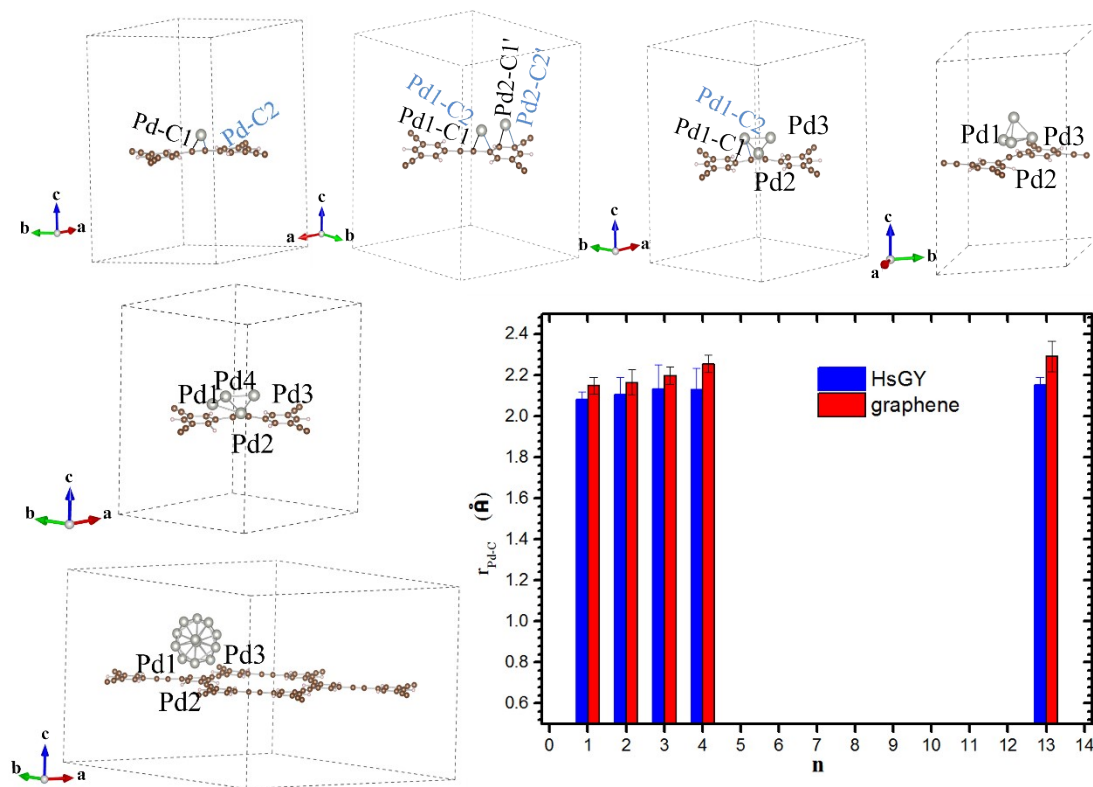 Pd-C1
Pd-C2
c
b
a
Pd1-C2
Pd1-C1
Pd2-C1'
Pd2-C2'
c
a
b
Pd1-C2
Pd1-C1
Pd3
Pd2
c
b
a
Pd1
Pd3
Pd2
c
b
a
Pd1
Pd4
Pd3
Pd2
c
b
a
Pd1
Pd3
Pd2
c
b
a
2.4
2.2
2.0
1.8
1.6
1.4
1.2
1.0
0.8
0.6
r_Pd-C (Å)
HsGY
graphene
0 1 2 3 4 5 6 7 8 9 10 11 12 13 14
n